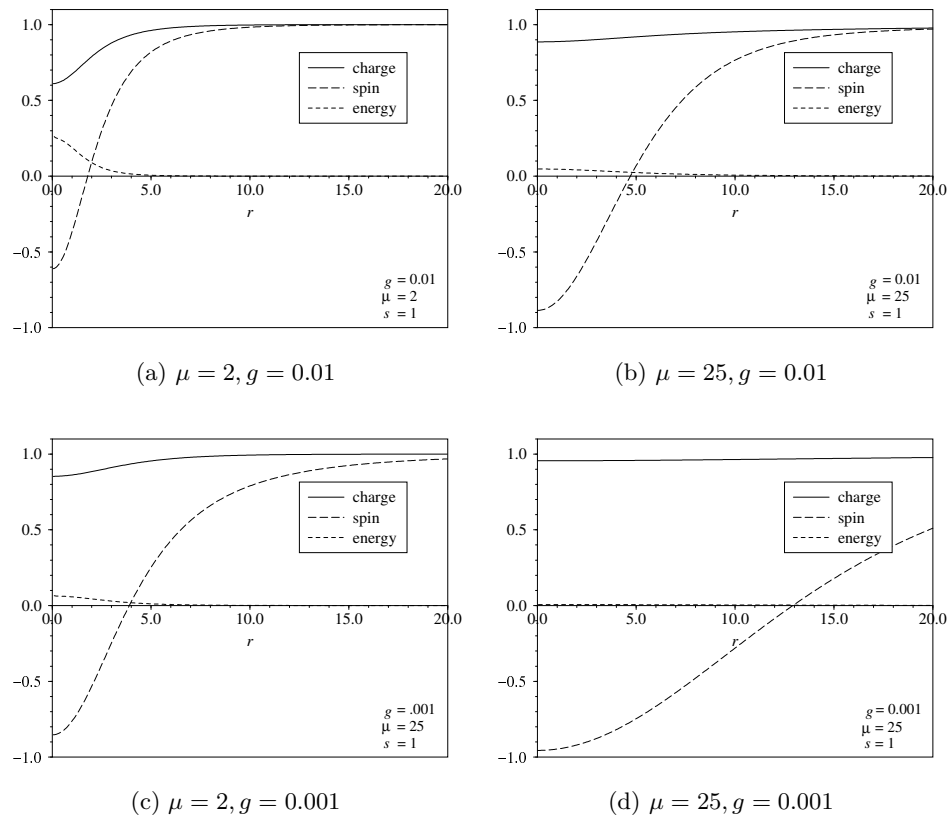 1.0
0.5
0.0
−0.5
−1.0
0.0 5.0 10.0 15.0 20.0
r
charge
spin
energy
g = 0.01
μ = 2
s = 1
(a) μ = 2, g = 0.01
1.0
0.5
0.0
−0.5
−1.0
0.0 5.0 10.0 15.0 20.0
r
charge
spin
energy
g = 0.01
μ = 25
s = 1
(b) μ = 25, g = 0.01
1.0
0.5
0.0
−0.5
−1.0
0.0 5.0 10.0 15.0 20.0
r
charge
spin
energy
g = .001
μ = 25
s = 1
(c) μ = 2, g = 0.001
1.0
0.5
0.0
−0.5
−1.0
0.0 5.0 10.0 15.0 20.0
r
charge
spin
energy
g = 0.001
μ = 25
s = 1
(d) μ = 25, g = 0.001